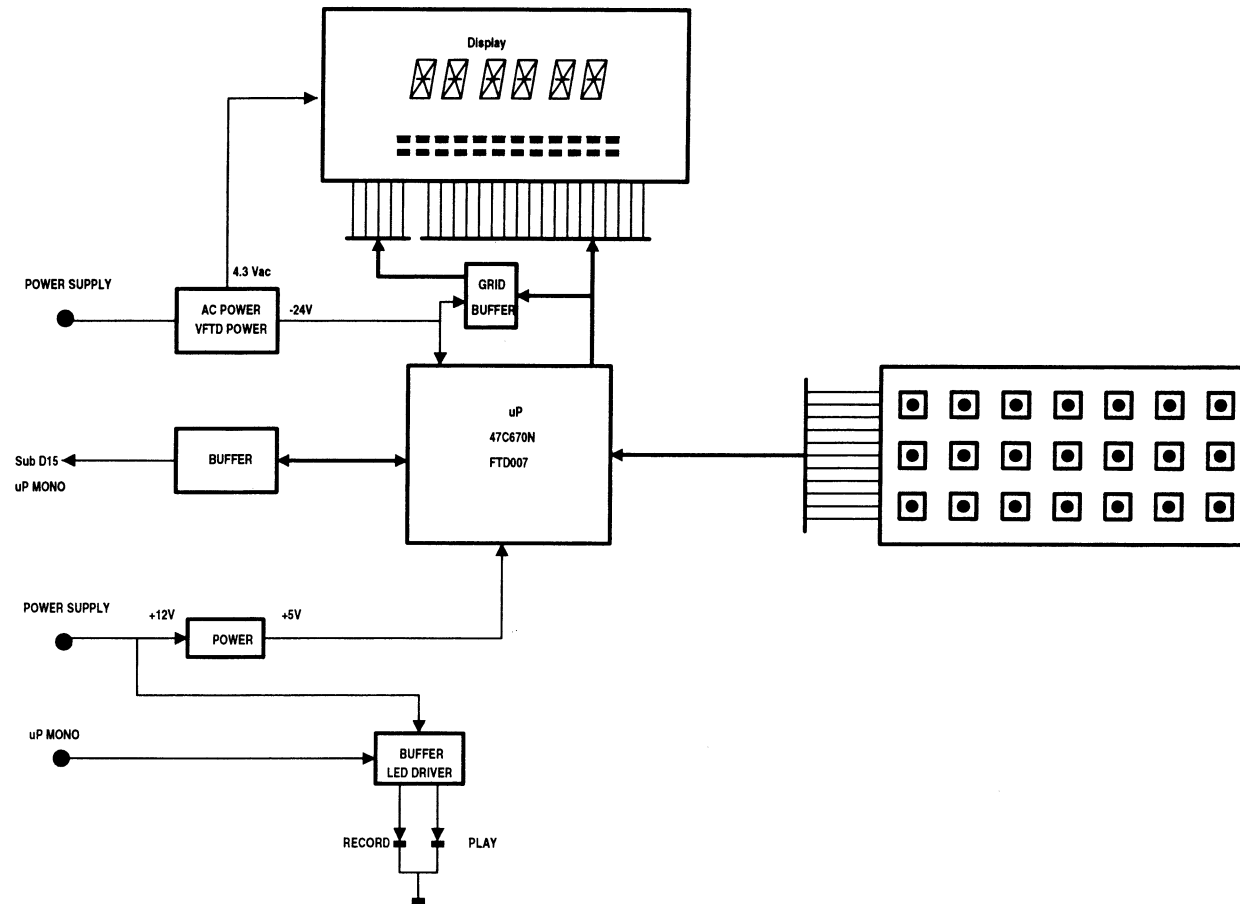 Display
4.3 Vac
POWER SUPPLY
AC POWER
VFTD POWER
-24V
GRID
BUFFER
uP
47C670N
FTD007
BUFFER
Sub D15
uP MONO
POWER SUPPLY
+12V
+5V
POWER
uP MONO
BUFFER
LED DRIVER
RECORD
PLAY